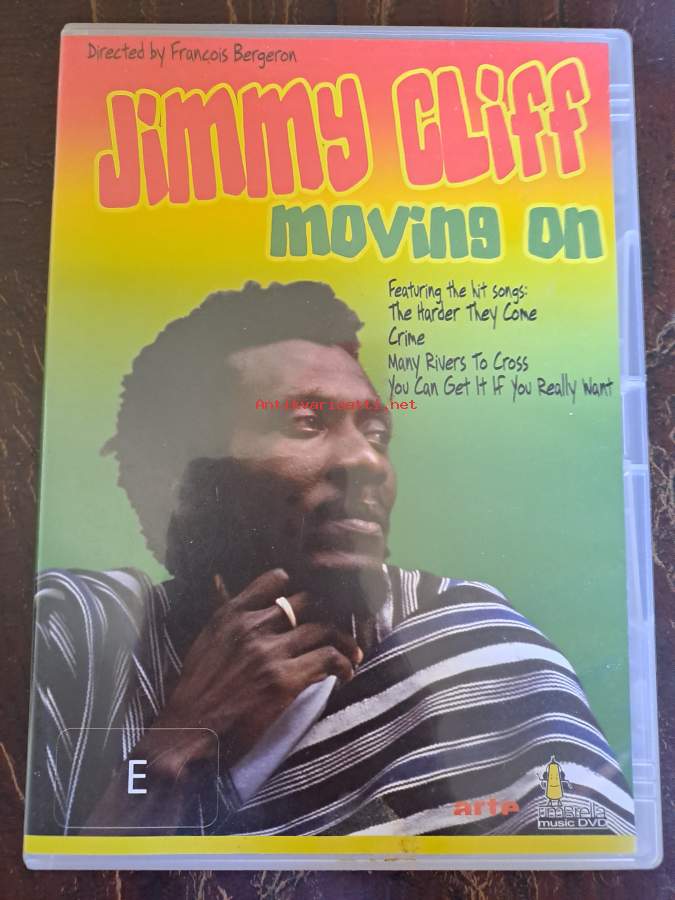 Directed by Francois Bergeron
Jimmy Cliff
moving on
Featuring the hit songs:
The Harder They Come
Crime
Many Rivers To Cross
You Can Get It If You Really Want
Antikvariaatti.net
E
arte
Umbrella
music DVD